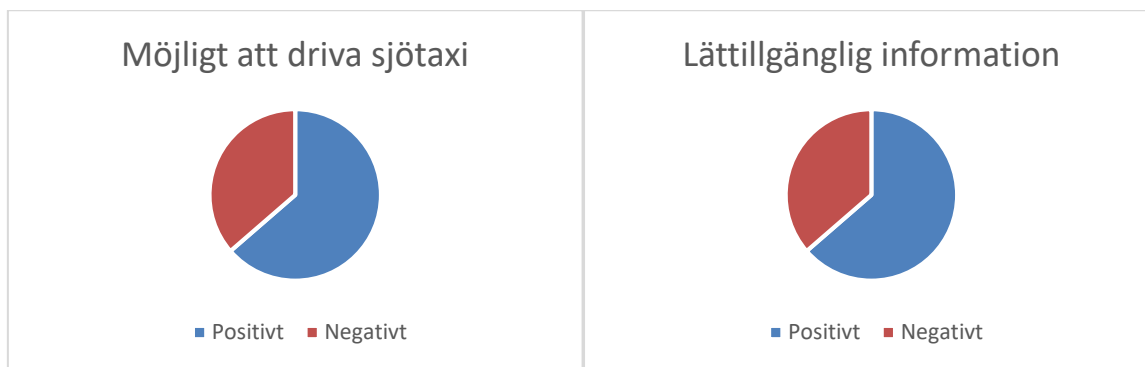 Möjligt att driva sjötaxi
Positivt Negativt
Lättillgänglig information
Positivt Negativt